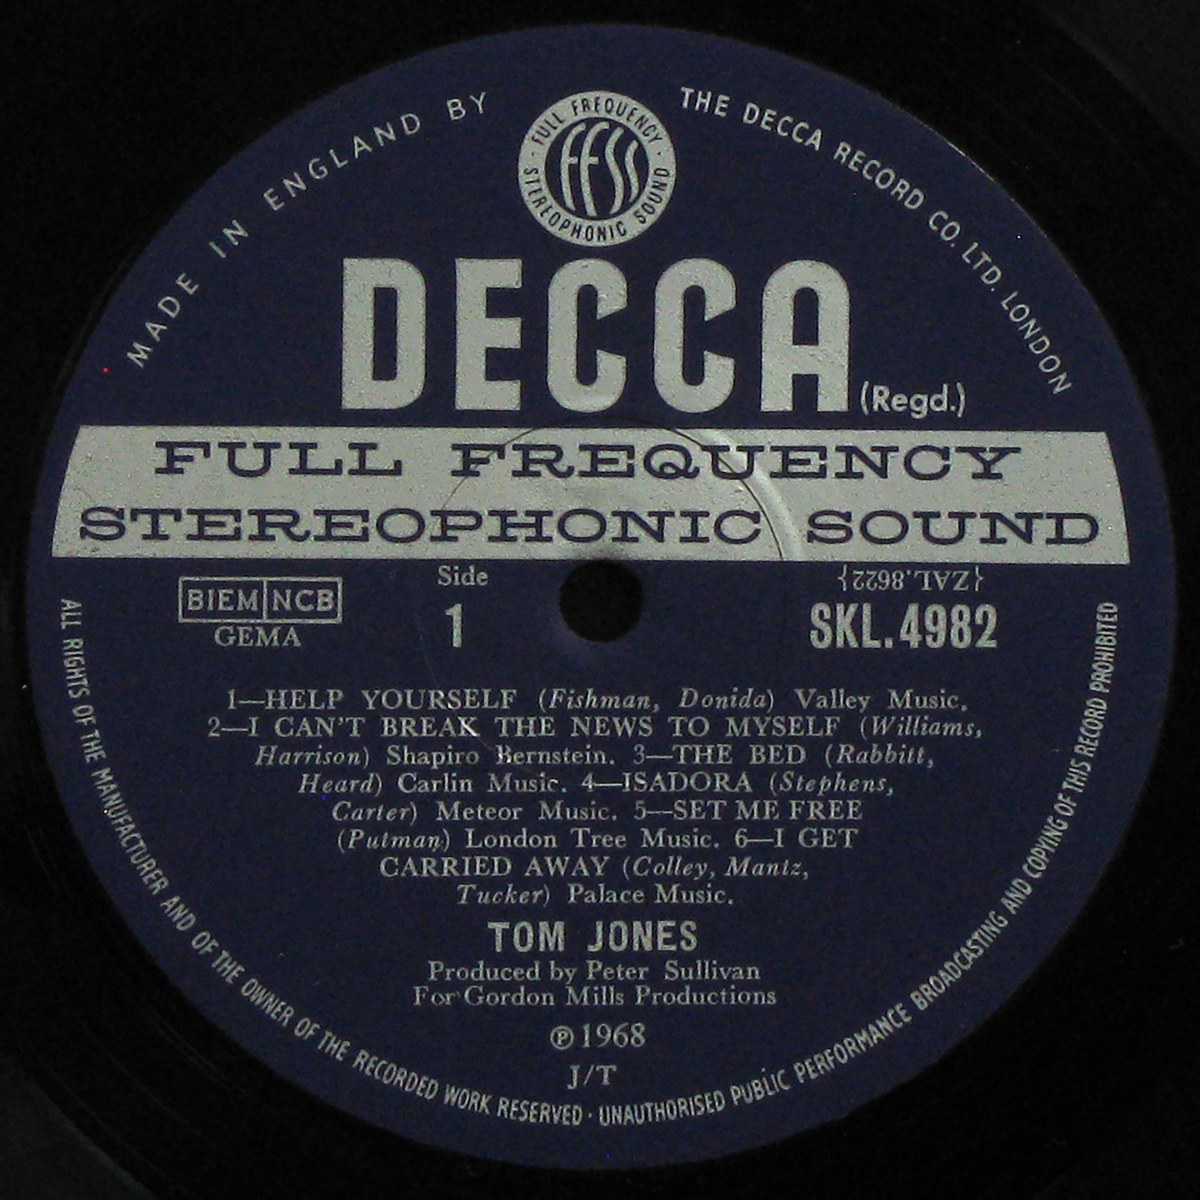 MADE IN ENGLAND BY
THE DECCA RECORD CO. LTD. LONDON
· FULL FREQUENCY ·
STEREOPHONIC SOUND
FFSS
DECCA (Regd.)
FULL FREQUENCY
STEREOPHONIC SOUND
BIEM NCB
GEMA
Side
1
{ZAL.8622}
SKL.4982
1—HELP YOURSELF (Fishman, Donida) Valley Music.
2—I CAN'T BREAK THE NEWS TO MYSELF (Williams,
Harrison) Shapiro Bernstein. 3—THE BED (Rabbitt,
Heard) Carlin Music. 4—ISADORA (Stephens,
Carter) Meteor Music. 5—SET ME FREE
(Putman) London Tree Music. 6—I GET
CARRIED AWAY (Colley, Mantz,
Tucker) Palace Music.
TOM JONES
Produced by Peter Sullivan
For Gordon Mills Productions
℗ 1968
J/T
ALL RIGHTS OF THE MANUFACTURER AND OF THE OWNER OF THE RECORDED WORK RESERVED · UNAUTHORISED PUBLIC PERFORMANCE BROADCASTING AND COPYING OF THIS RECORD PROHIBITED